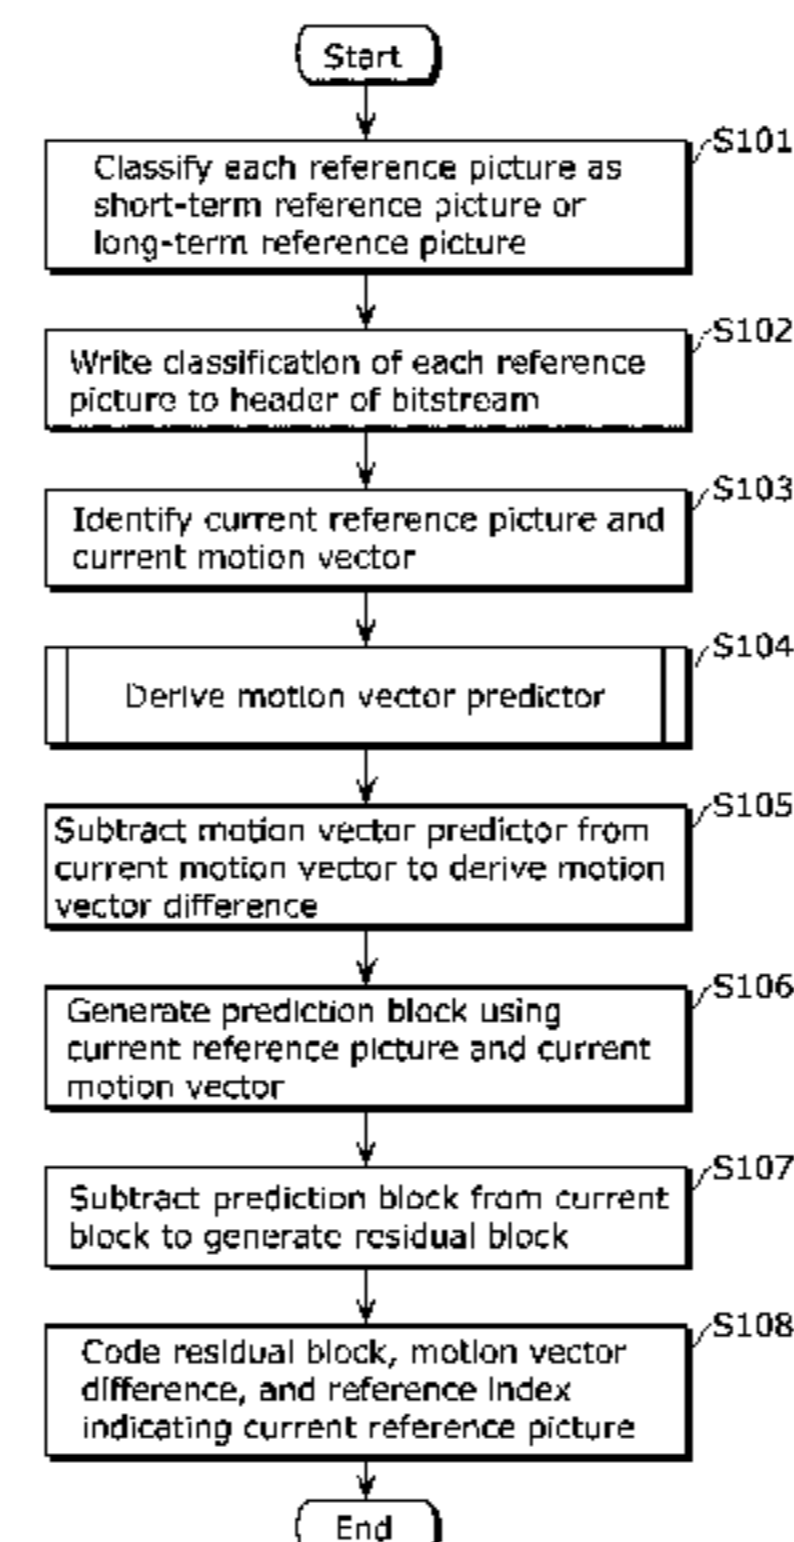 Start
S101
Classify each reference picture as
short-term reference picture or
long-term reference picture
S102
Write classification of each reference
picture to header of bitstream
S103
Identify current reference picture and
current motion vector
S104
Derive motion vector predictor
S105
Subtract motion vector predictor from
current motion vector to derive motion
vector difference
S106
Generate prediction block using
current reference picture and current
motion vector
S107
Subtract prediction block from current
block to generate residual block
S108
Code residual block, motion vector
difference, and reference index
indicating current reference picture
End